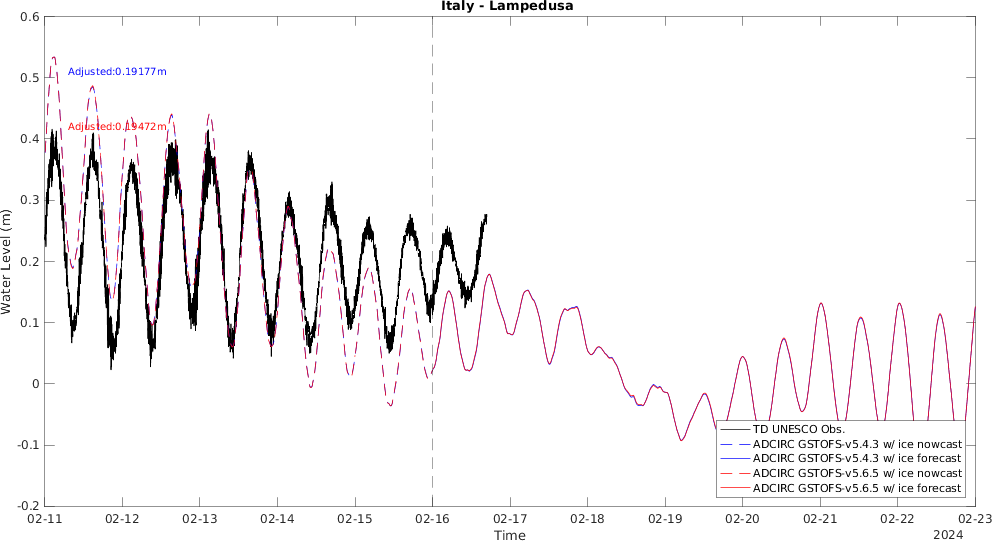 Italy - Lampedusa
0.6
0.5
0.4
0.3
0.2
0.1
0
-0.1
-0.2
Water Level (m)
Adjusted:0.19177m
Adjusted:0.19472m
TD UNESCO Obs.
ADCIRC GSTOFS-v5.4.3 w/ ice nowcast
ADCIRC GSTOFS-v5.4.3 w/ ice forecast
ADCIRC GSTOFS-v5.6.5 w/ ice nowcast
ADCIRC GSTOFS-v5.6.5 w/ ice forecast
02-11 02-12 02-13 02-14 02-15 02-16 02-17 02-18 02-19 02-20 02-21 02-22 02-23
Time
2024